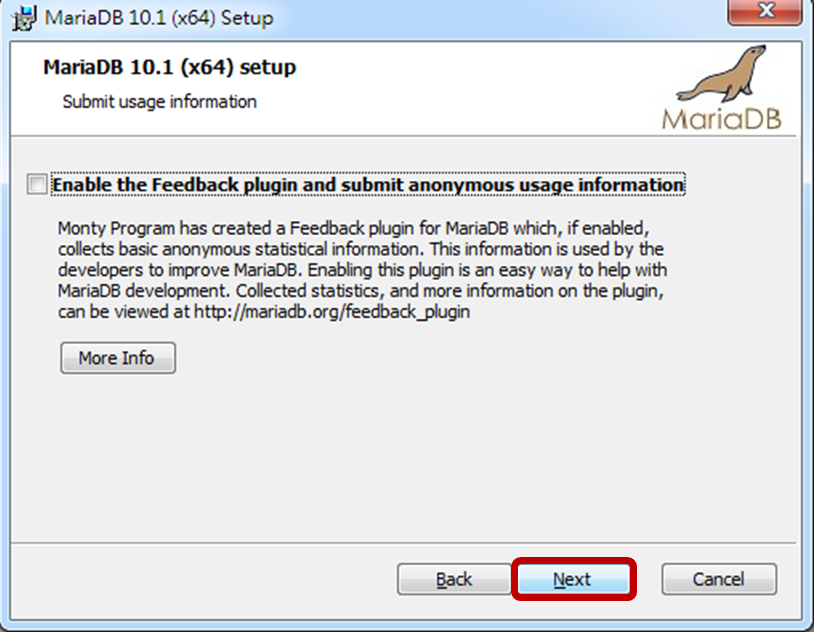 MariaDB 10.1 (x64) Setup
MariaDB 10.1 (x64) setup
Submit usage information
MariaDB
Enable the Feedback plugin and submit anonymous usage information
Monty Program has created a Feedback plugin for MariaDB which, if enabled,
collects basic anonymous statistical information. This information is used by the
developers to improve MariaDB. Enabling this plugin is an easy way to help with
MariaDB development. Collected statistics, and more information on the plugin,
can be viewed at http://mariadb.org/feedback_plugin
More Info
Back
Next
Cancel